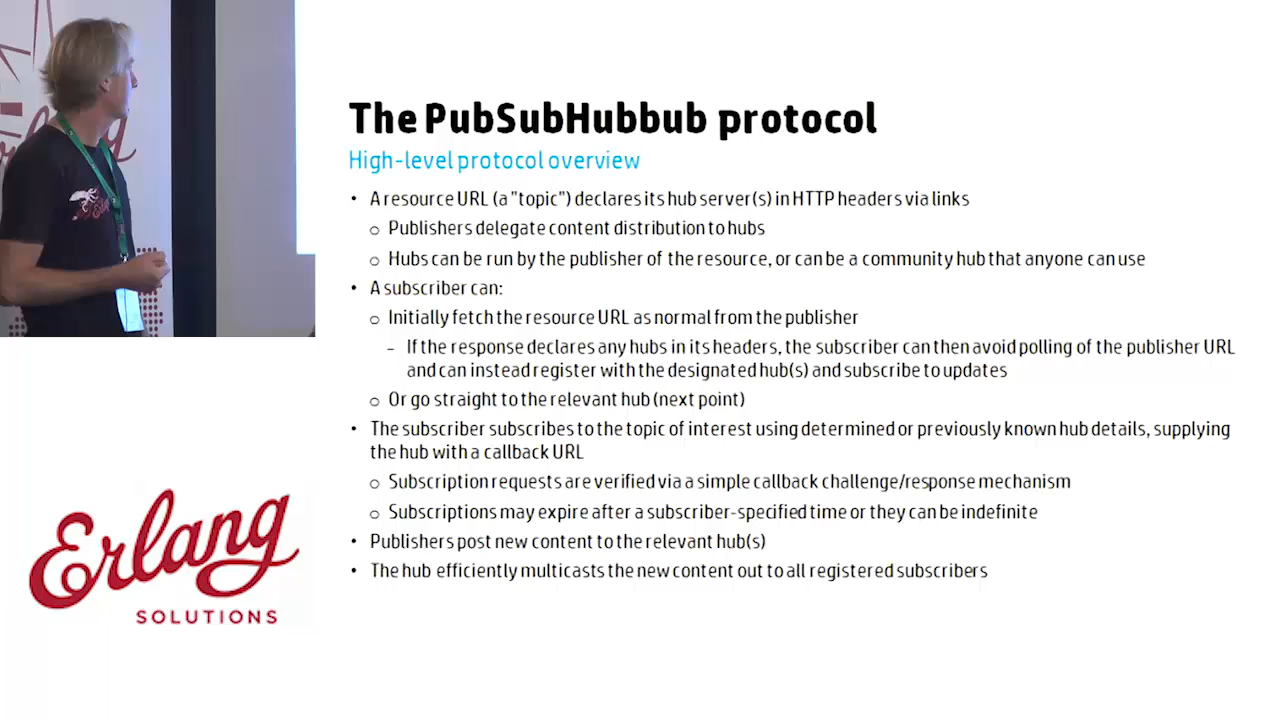 The PubSubHubbub protocol
High-level protocol overview
• A resource URL (a "topic") declares its hub server(s) in HTTP headers via links
o Publishers delegate content distribution to hubs
o Hubs can be run by the publisher of the resource, or can be a community hub that anyone can use
• A subscriber can:
o Initially fetch the resource URL as normal from the publisher
– If the response declares any hubs in its headers, the subscriber can then avoid polling of the publisher URL
and can instead register with the designated hub(s) and subscribe to updates
o Or go straight to the relevant hub (next point)
• The subscriber subscribes to the topic of interest using determined or previously known hub details, supplying
the hub with a callback URL
o Subscription requests are verified via a simple callback challenge/response mechanism
o Subscriptions may expire after a subscriber-specified time or they can be indefinite
• Publishers post new content to the relevant hub(s)
• The hub efficiently multicasts the new content out to all registered subscribers
Erlang
SOLUTIONS